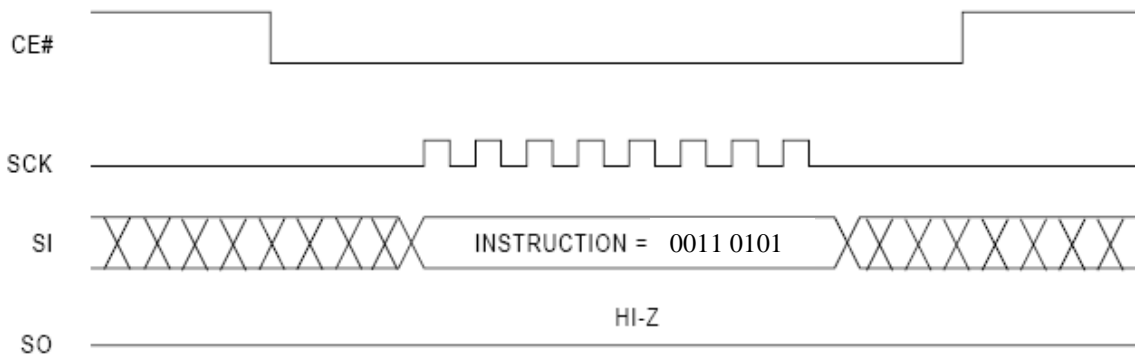 CE#
SCK
SI INSTRUCTION = 0011 0101
HI-Z
SO